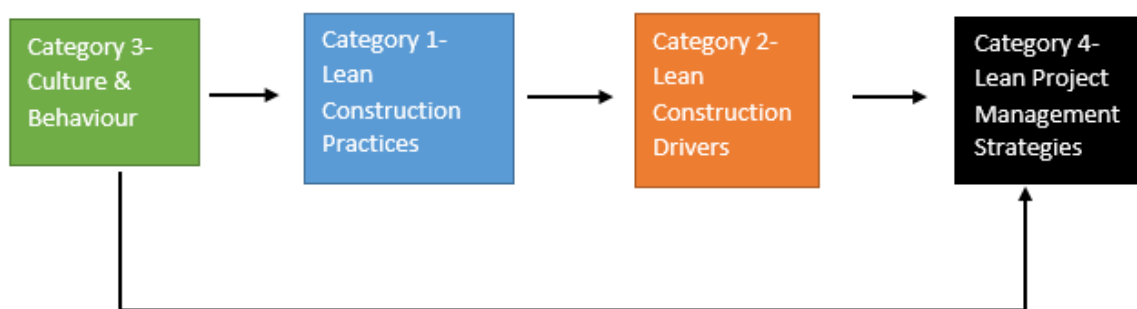 Category 3-
Culture &
Behaviour
Category 1-
Lean
Construction
Practices
Category 2-
Lean
Construction
Drivers
Category 4-
Lean Project
Management
Strategies